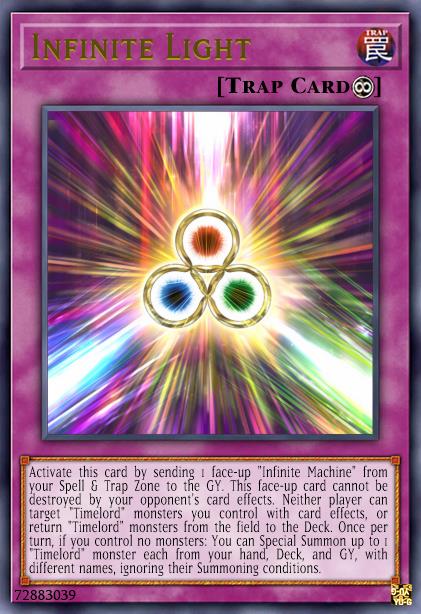 Infinite Light
TRAP
罠
[Trap Card]
Activate this card by sending 1 face-up "Infinite Machine" from
your Spell & Trap Zone to the GY. This face-up card cannot be
destroyed by your opponent's card effects. Neither player can
target "Timelord" monsters you control with card effects, or
return "Timelord" monsters from the field to the Deck. Once per
turn, if you control no monsters: You can Special Summon up to 1
"Timelord" monster each from your hand, Deck, and GY, with
different names, ignoring their Summoning conditions.
72883039